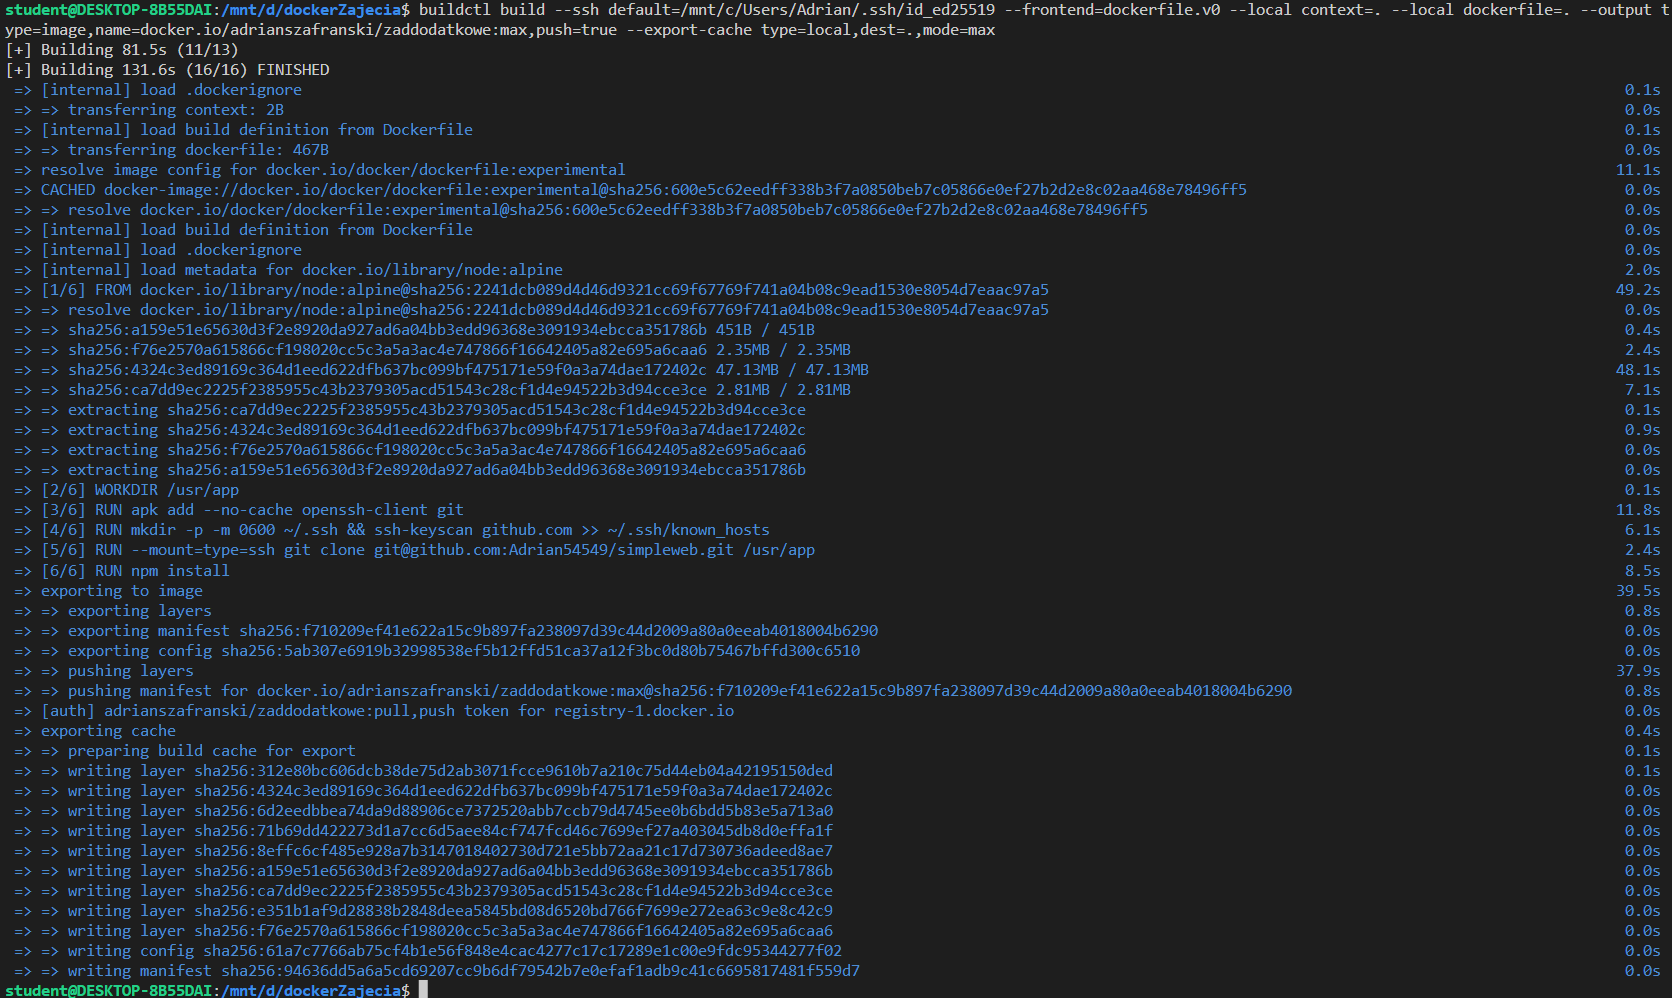 student@DESKTOP-8B55DAI:/mnt/d/dockerZajecia$ buildctl build --ssh default=/mnt/c/Users/Adrian/.ssh/id_ed25519 --frontend=dockerfile.v0 --local context=. --local dockerfile=. --output t
ype=image,name=docker.io/adrianszafranski/zaddodatkowe:max,push=true --export-cache type=local,dest=.,mode=max
[+] Building 81.5s (11/13)
[+] Building 131.6s (16/16) FINISHED
=> [internal] load .dockerignore 0.1s
=> => transferring context: 2B 0.0s
=> [internal] load build definition from Dockerfile 0.1s
=> => transferring dockerfile: 467B 0.0s
=> resolve image config for docker.io/docker/dockerfile:experimental 11.1s
=> CACHED docker-image://docker.io/docker/dockerfile:experimental@sha256:600e5c62eedff338b3f7a0850beb7c05866e0ef27b2d2e8c02aa468e78496ff5 0.0s
=> => resolve docker.io/docker/dockerfile:experimental@sha256:600e5c62eedff338b3f7a0850beb7c05866e0ef27b2d2e8c02aa468e78496ff5 0.0s
=> [internal] load build definition from Dockerfile 0.0s
=> [internal] load .dockerignore 0.0s
=> [internal] load metadata for docker.io/library/node:alpine 2.0s
=> [1/6] FROM docker.io/library/node:alpine@sha256:2241dcb089d4d46d9321cc69f67769f741a04b08c9ead1530e8054d7eaac97a5 49.2s
=> => resolve docker.io/library/node:alpine@sha256:2241dcb089d4d46d9321cc69f67769f741a04b08c9ead1530e8054d7eaac97a5 0.0s
=> => sha256:a159e51e65630d3f2e8920da927ad6a04bb3edd96368e3091934ebcca351786b 451B / 451B 0.4s
=> => sha256:f76e2570a615866cf198020cc5c3a5a3ac4e747866f16642405a82e695a6caa6 2.35MB / 2.35MB 2.4s
=> => sha256:4324c3ed89169c364d1eed622dfb637bc099bf475171e59f0a3a74dae172402c 47.13MB / 47.13MB 48.1s
=> => sha256:ca7dd9ec2225f2385955c43b2379305acd51543c28cf1d4e94522b3d94cce3ce 2.81MB / 2.81MB 7.1s
=> => extracting sha256:ca7dd9ec2225f2385955c43b2379305acd51543c28cf1d4e94522b3d94cce3ce 0.1s
=> => extracting sha256:4324c3ed89169c364d1eed622dfb637bc099bf475171e59f0a3a74dae172402c 0.9s
=> => extracting sha256:f76e2570a615866cf198020cc5c3a5a3ac4e747866f16642405a82e695a6caa6 0.0s
=> => extracting sha256:a159e51e65630d3f2e8920da927ad6a04bb3edd96368e3091934ebcca351786b 0.0s
=> [2/6] WORKDIR /usr/app 0.1s
=> [3/6] RUN apk add --no-cache openssh-client git 11.8s
=> [4/6] RUN mkdir -p -m 0600 ~/.ssh && ssh-keyscan github.com >> ~/.ssh/known_hosts 6.1s
=> [5/6] RUN --mount=type=ssh git clone git@github.com:Adrian54549/simpleweb.git /usr/app 2.4s
=> [6/6] RUN npm install 8.5s
=> exporting to image 39.5s
=> => exporting layers 0.8s
=> => exporting manifest sha256:f710209ef41e622a15c9b897fa238097d39c44d2009a80a0eeab4018004b6290 0.0s
=> => exporting config sha256:5ab307e6919b32998538ef5b12ffd51ca37a12f3bc0d80b75467bffd300c6510 0.0s
=> => pushing layers 37.9s
=> => pushing manifest for docker.io/adrianszafranski/zaddodatkowe:max@sha256:f710209ef41e622a15c9b897fa238097d39c44d2009a80a0eeab4018004b6290 0.8s
=> [auth] adrianszafranski/zaddodatkowe:pull,push token for registry-1.docker.io 0.0s
=> exporting cache 0.4s
=> => preparing build cache for export 0.1s
=> => writing layer sha256:312e80bc606dcb38de75d2ab3071fcce9610b7a210c75d44eb04a42195150ded 0.1s
=> => writing layer sha256:4324c3ed89169c364d1eed622dfb637bc099bf475171e59f0a3a74dae172402c 0.0s
=> => writing layer sha256:6d2eedbbea74da9d88906ce7372520abb7ccb79d4745ee0b6bdd5b83e5a713a0 0.0s
=> => writing layer sha256:71b69dd422273d1a7cc6d5aee84cf747fcd46c7699ef27a403045db8d0effa1f 0.0s
=> => writing layer sha256:8effc6cf485e928a7b3147018402730d721e5bb72aa21c17d730736adeed8ae7 0.0s
=> => writing layer sha256:a159e51e65630d3f2e8920da927ad6a04bb3edd96368e3091934ebcca351786b 0.0s
=> => writing layer sha256:ca7dd9ec2225f2385955c43b2379305acd51543c28cf1d4e94522b3d94cce3ce 0.0s
=> => writing layer sha256:e351b1af9d28838b2848deea5845bd08d6520bd766f7699e272ea63c9e8c42c9 0.0s
=> => writing layer sha256:f76e2570a615866cf198020cc5c3a5a3ac4e747866f16642405a82e695a6caa6 0.0s
=> => writing config sha256:61a7c7766ab75cf4b1e56f848e4cac4277c17c17289e1c00e9fdc95344277f02 0.0s
=> => writing manifest sha256:94636dd5a6a5cd69207cc9b6df79542b7e0efaf1adb9c41c6695817481f559d7 0.0s
student@DESKTOP-8B55DAI:/mnt/d/dockerZajecia$